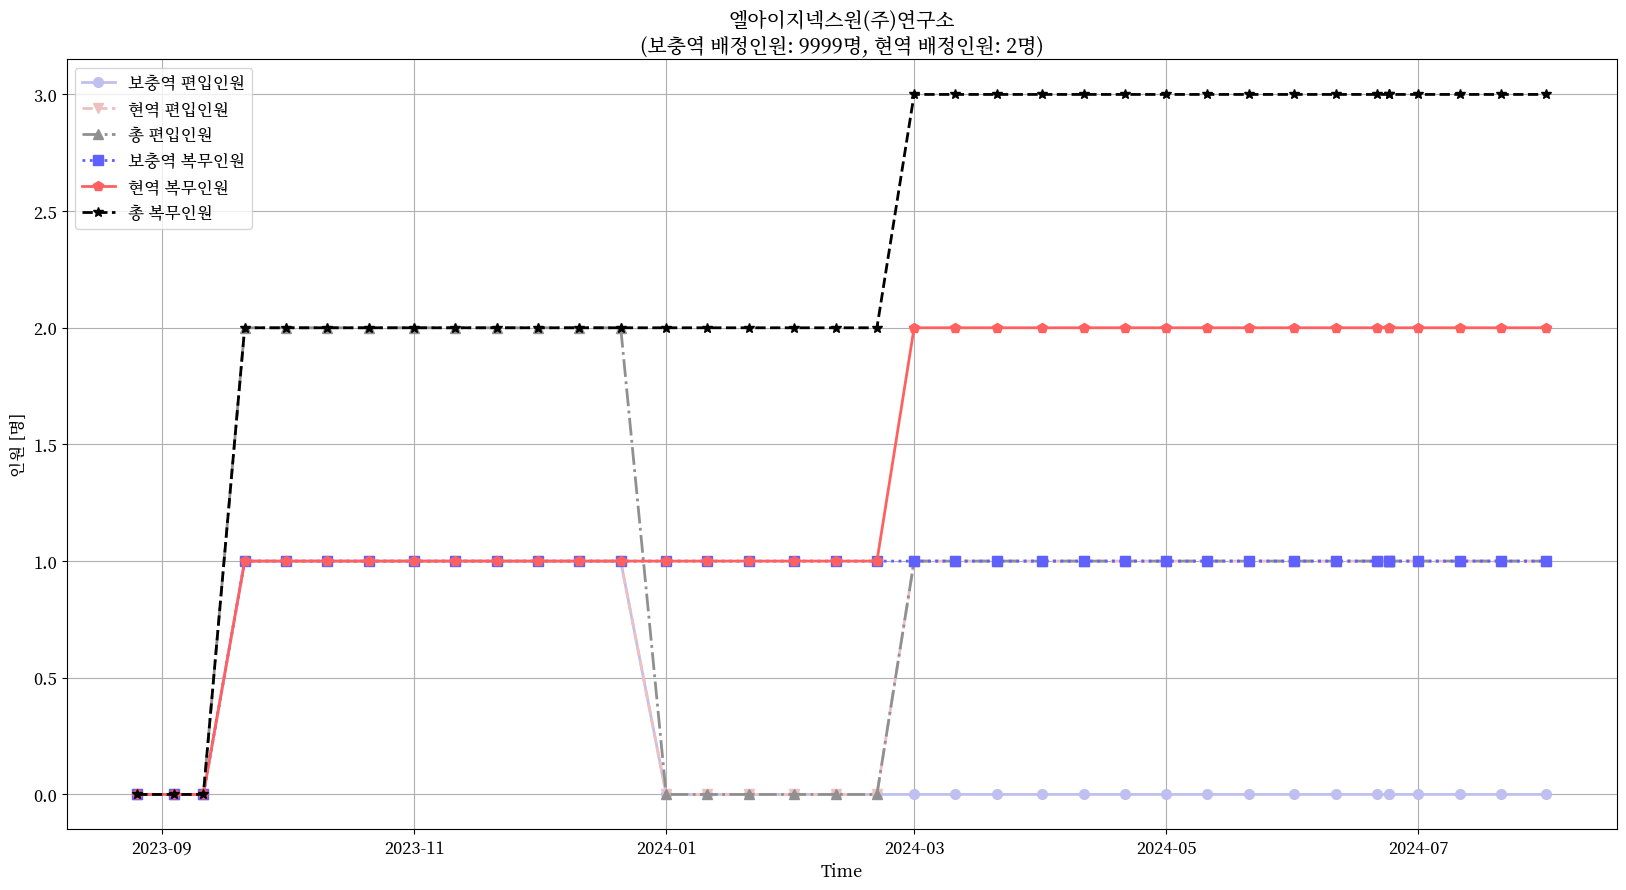 엘아이지넥스원(주)연구소
(보충역 배정인원: 9999명, 현역 배정인원: 2명)
보충역 편입인원
현역 편입인원
총 편입인원
보충역 복무인원
현역 복무인원
총 복무인원
3.0
2.5
2.0
1.5
1.0
0.5
0.0
인원 [명]
2023-09
2023-11
2024-01
2024-03
2024-05
2024-07
Time